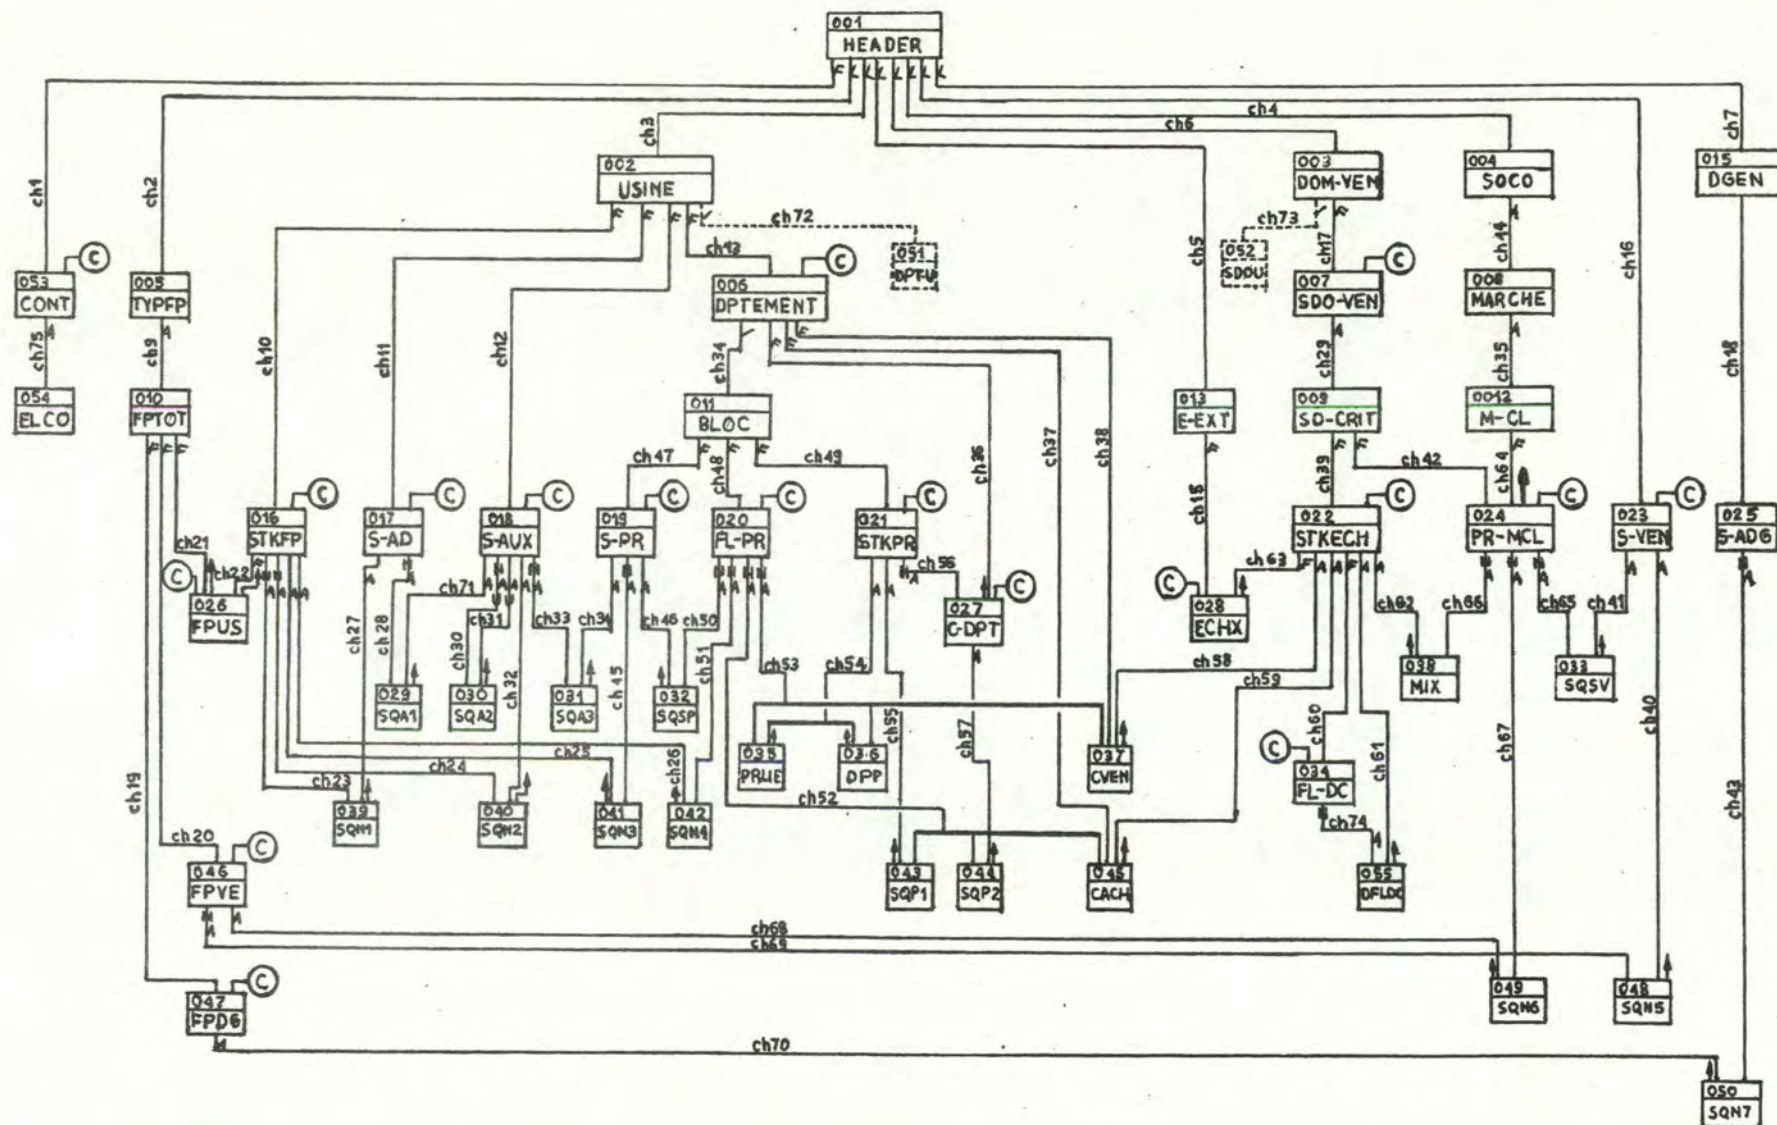 001
HEADER
F L L L L L L L
ch4
ch6
ch3
ch7
ch1
ch2
002
USINE
003
DOM-VEN
004
SOCO
015
DGEN
F F F F
ch72
ch73
F
A
051
DPT-U
052
SDOU
ch13
ch17
ch14
ch5
ch16
053
CONT
C
005
TYPFP
006
DPTEMENT
C
007
SDO-VEN
C
008
MARCHE
A
A
F F F
A
A
ch75
ch9
ch10
ch11
ch12
ch34
ch29
ch35
ch18
054
ELCO
010
FPTOT
011
BLOC
013
E-EXT
009
SD-CRIT
0012
M-CL
F F F
F F F
F
F F
F
ch47
ch48
ch49
ch36
ch37
ch38
ch15
ch39
ch42
ch64
016
STKFP
C
017
S-AD
C
018
S-AUX
C
019
S-PR
C
020
FL-PR
C
021
STKPR
C
022
STKECH
C
024
PR-MCL
C
023
S-VEN
C
025
S-ADG
ch21
ch22
C
026
FPUS
ch71
ch31
ch33
ch31
ch46
ch50
ch56
ch63
ch62
ch66
ch65
ch41
027
C-DPT
C
028
ECHX
C
ch27
ch28
ch30
ch32
ch45
ch51
ch53
ch54
ch58
ch59
038
MIX
033
SQSV
029
SQA1
030
SQA2
031
SQA3
032
SQSP
ch55
ch57
ch60
ch61
ch67
ch40
035
PRUE
036
DPP
037
CVEN
C
034
FL-DC
ch25
ch26
ch24
ch23
ch19
039
SQN1
040
SQN2
041
SQN3
042
SQN4
ch52
ch74
ch43
ch20
C
046
FPVE
043
SQP1
044
SQP2
045
CACH
055
DFLDC
ch68
ch69
047
FPDG
C
049
SQN6
048
SQN5
ch70
050
SQN7